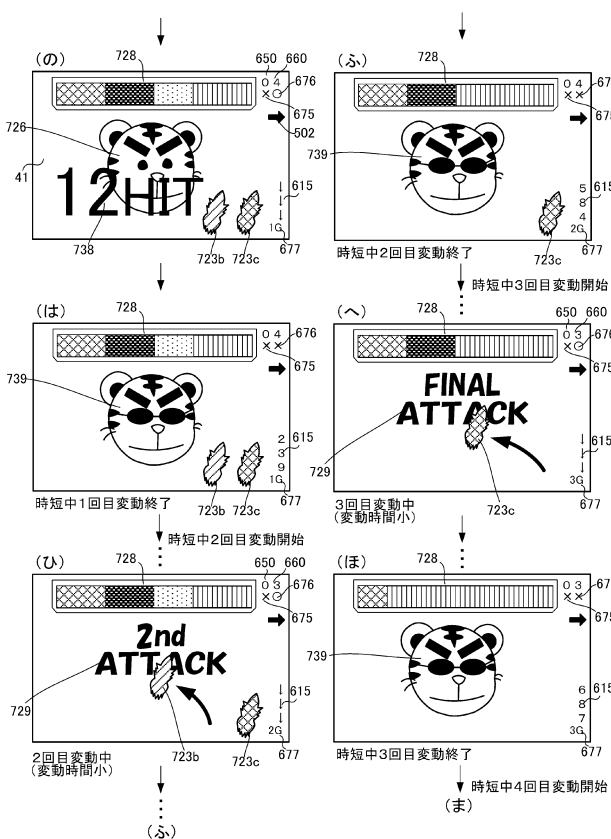 (の)
728
650 660
0 4
× ○
676
675
502
726
41
12HIT
738
723b
723c
↓ ↓ ↓
615
1G
677
(は)
728
0 4
× ×
676
675
739
2
3
9
615
1G
677
723b
723c
時短中1回目変動終了
時短中2回目変動開始
(ひ)
728
650 660
0 3
× ○
676
675
2nd
ATTACK
729
723b
723c
↓ ↓ ↓
615
2G
677
2回目変動中
(変動時間小)
(ふ)
(ふ)
728
0 4
× ×
67
675
739
5
8
4
615
2G
677
723c
時短中2回目変動終了
時短中3回目変動開始
(へ)
728
650 660
0 3
× ○
676
675
FINAL
ATTACK
729
723c
↓ ↓ ↓
615
3G
677
3回目変動中
(変動時間小)
(ほ)
728
0 3
× ×
67
675
739
6
8
7
615
3G
677
時短中3回目変動終了
時短中4回目変動開始
(ま)